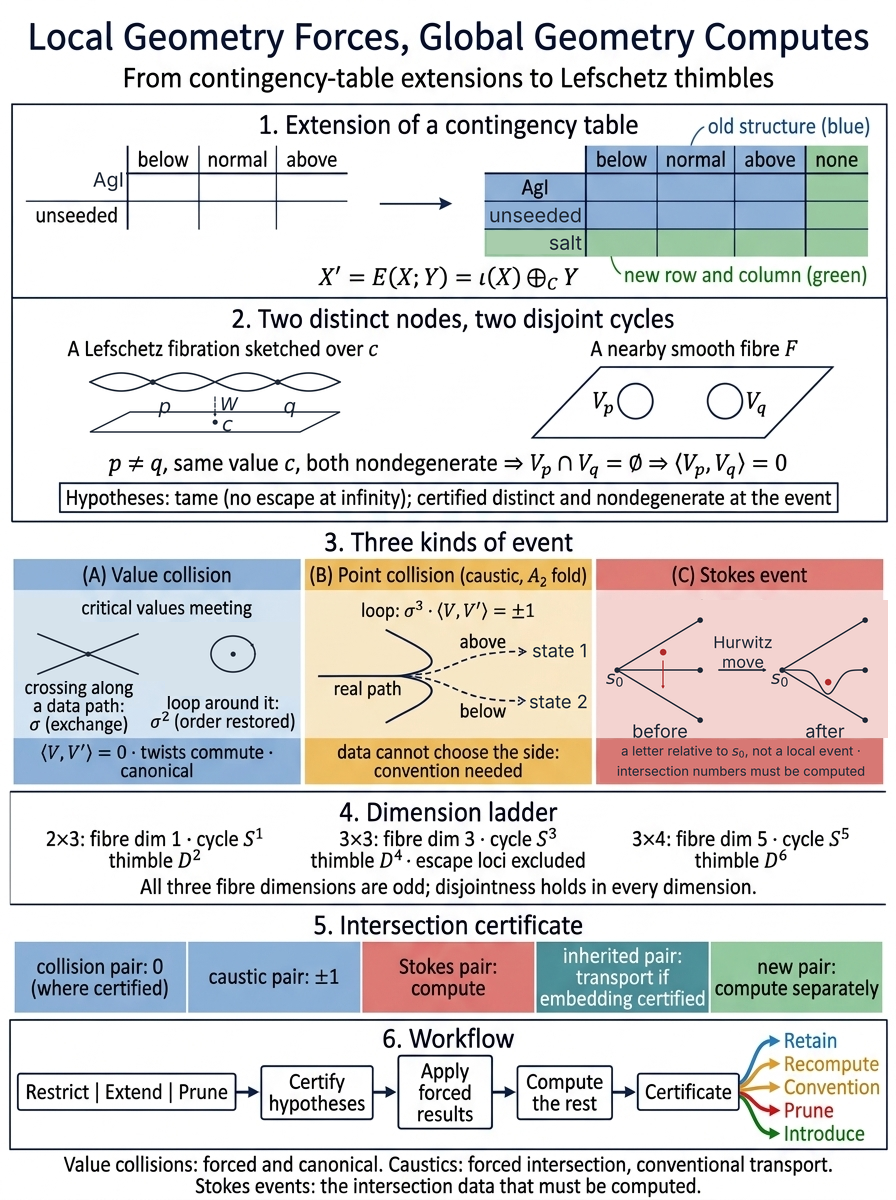 Local Geometry Forces, Global Geometry Computes
From contingency-table extensions to Lefschetz thimbles
1. Extension of a contingency table
old structure (blue)
below normal above
AgI
unseeded
below normal above none
AgI
unseeded
salt
X′ = E(X; Y) = ι(X) ⊕_C Y
new row and column (green)
2. Two distinct nodes, two disjoint cycles
A Lefschetz fibration sketched over c
p W q
c
A nearby smooth fibre F
V_p V_q
p ≠ q, same value c, both nondegenerate ⇒ V_p ∩ V_q = ∅ ⇒ ⟨V_p, V_q⟩ = 0
Hypotheses: tame (no escape at infinity); certified distinct and nondegenerate at the event
3. Three kinds of event
(A) Value collision
critical values meeting
crossing along
a data path:
σ (exchange)
loop around it:
σ² (order restored)
⟨V, V′⟩ = 0 · twists commute ·
canonical
(B) Point collision (caustic, A₂ fold)
loop: σ³ · ⟨V, V′⟩ = ±1
above
state 1
real path
state 2
below
data cannot choose the side:
convention needed
(C) Stokes event
s₀
before
Hurwitz
move
s₀
after
a letter relative to s₀, not a local event ·
intersection numbers must be computed
4. Dimension ladder
2×3: fibre dim 1 · cycle S¹
thimble D²
3×3: fibre dim 3 · cycle S³
thimble D⁴ · escape loci excluded
3×4: fibre dim 5 · cycle S⁵
thimble D⁶
All three fibre dimensions are odd; disjointness holds in every dimension.
5. Intersection certificate
collision pair: 0
(where certified)
caustic pair: ±1
Stokes pair:
compute
inherited pair:
transport if
embedding certified
new pair:
compute separately
6. Workflow
Restrict | Extend | Prune
Certify
hypotheses
Apply
forced
results
Compute
the rest
Certificate
Retain
Recompute
Convention
Prune
Introduce
Value collisions: forced and canonical. Caustics: forced intersection, conventional transport.
Stokes events: the intersection data that must be computed.